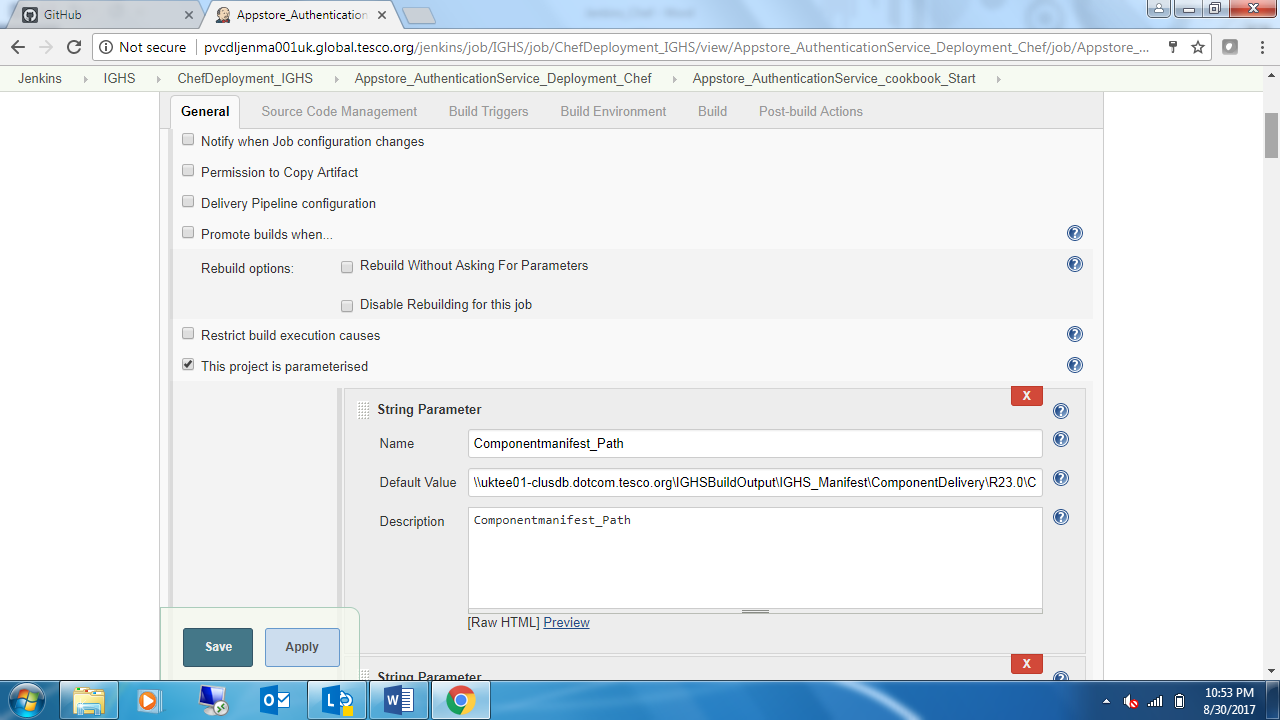 GitHub
Appstore_Authentication
Not secure
pvcdljenma001uk.global.tesco.org/jenkins/job/IGHS/job/ChefDeployment_IGHS/view/Appstore_AuthenticationService_Deployment_Chef/job/Appstore_...
Jenkins IGHS ChefDeployment_IGHS Appstore_AuthenticationService_Deployment_Chef Appstore_AuthenticationService_cookbook_Start
General Source Code Management Build Triggers Build Environment Build Post-build Actions
Notify when Job configuration changes
Permission to Copy Artifact
Delivery Pipeline configuration
Promote builds when...
Rebuild options: Rebuild Without Asking For Parameters
Disable Rebuilding for this job
Restrict build execution causes
This project is parameterised
X
String Parameter
Name Componentmanifest_Path
Default Value \\uktee01-clusdb.dotcom.tesco.org\IGHSBuildOutput\IGHS_Manifest\ComponentDelivery\R23.0\C
Description Componentmanifest_Path
[Raw HTML] Preview
Save Apply
X
String Parameter
10:53 PM
8/30/2017